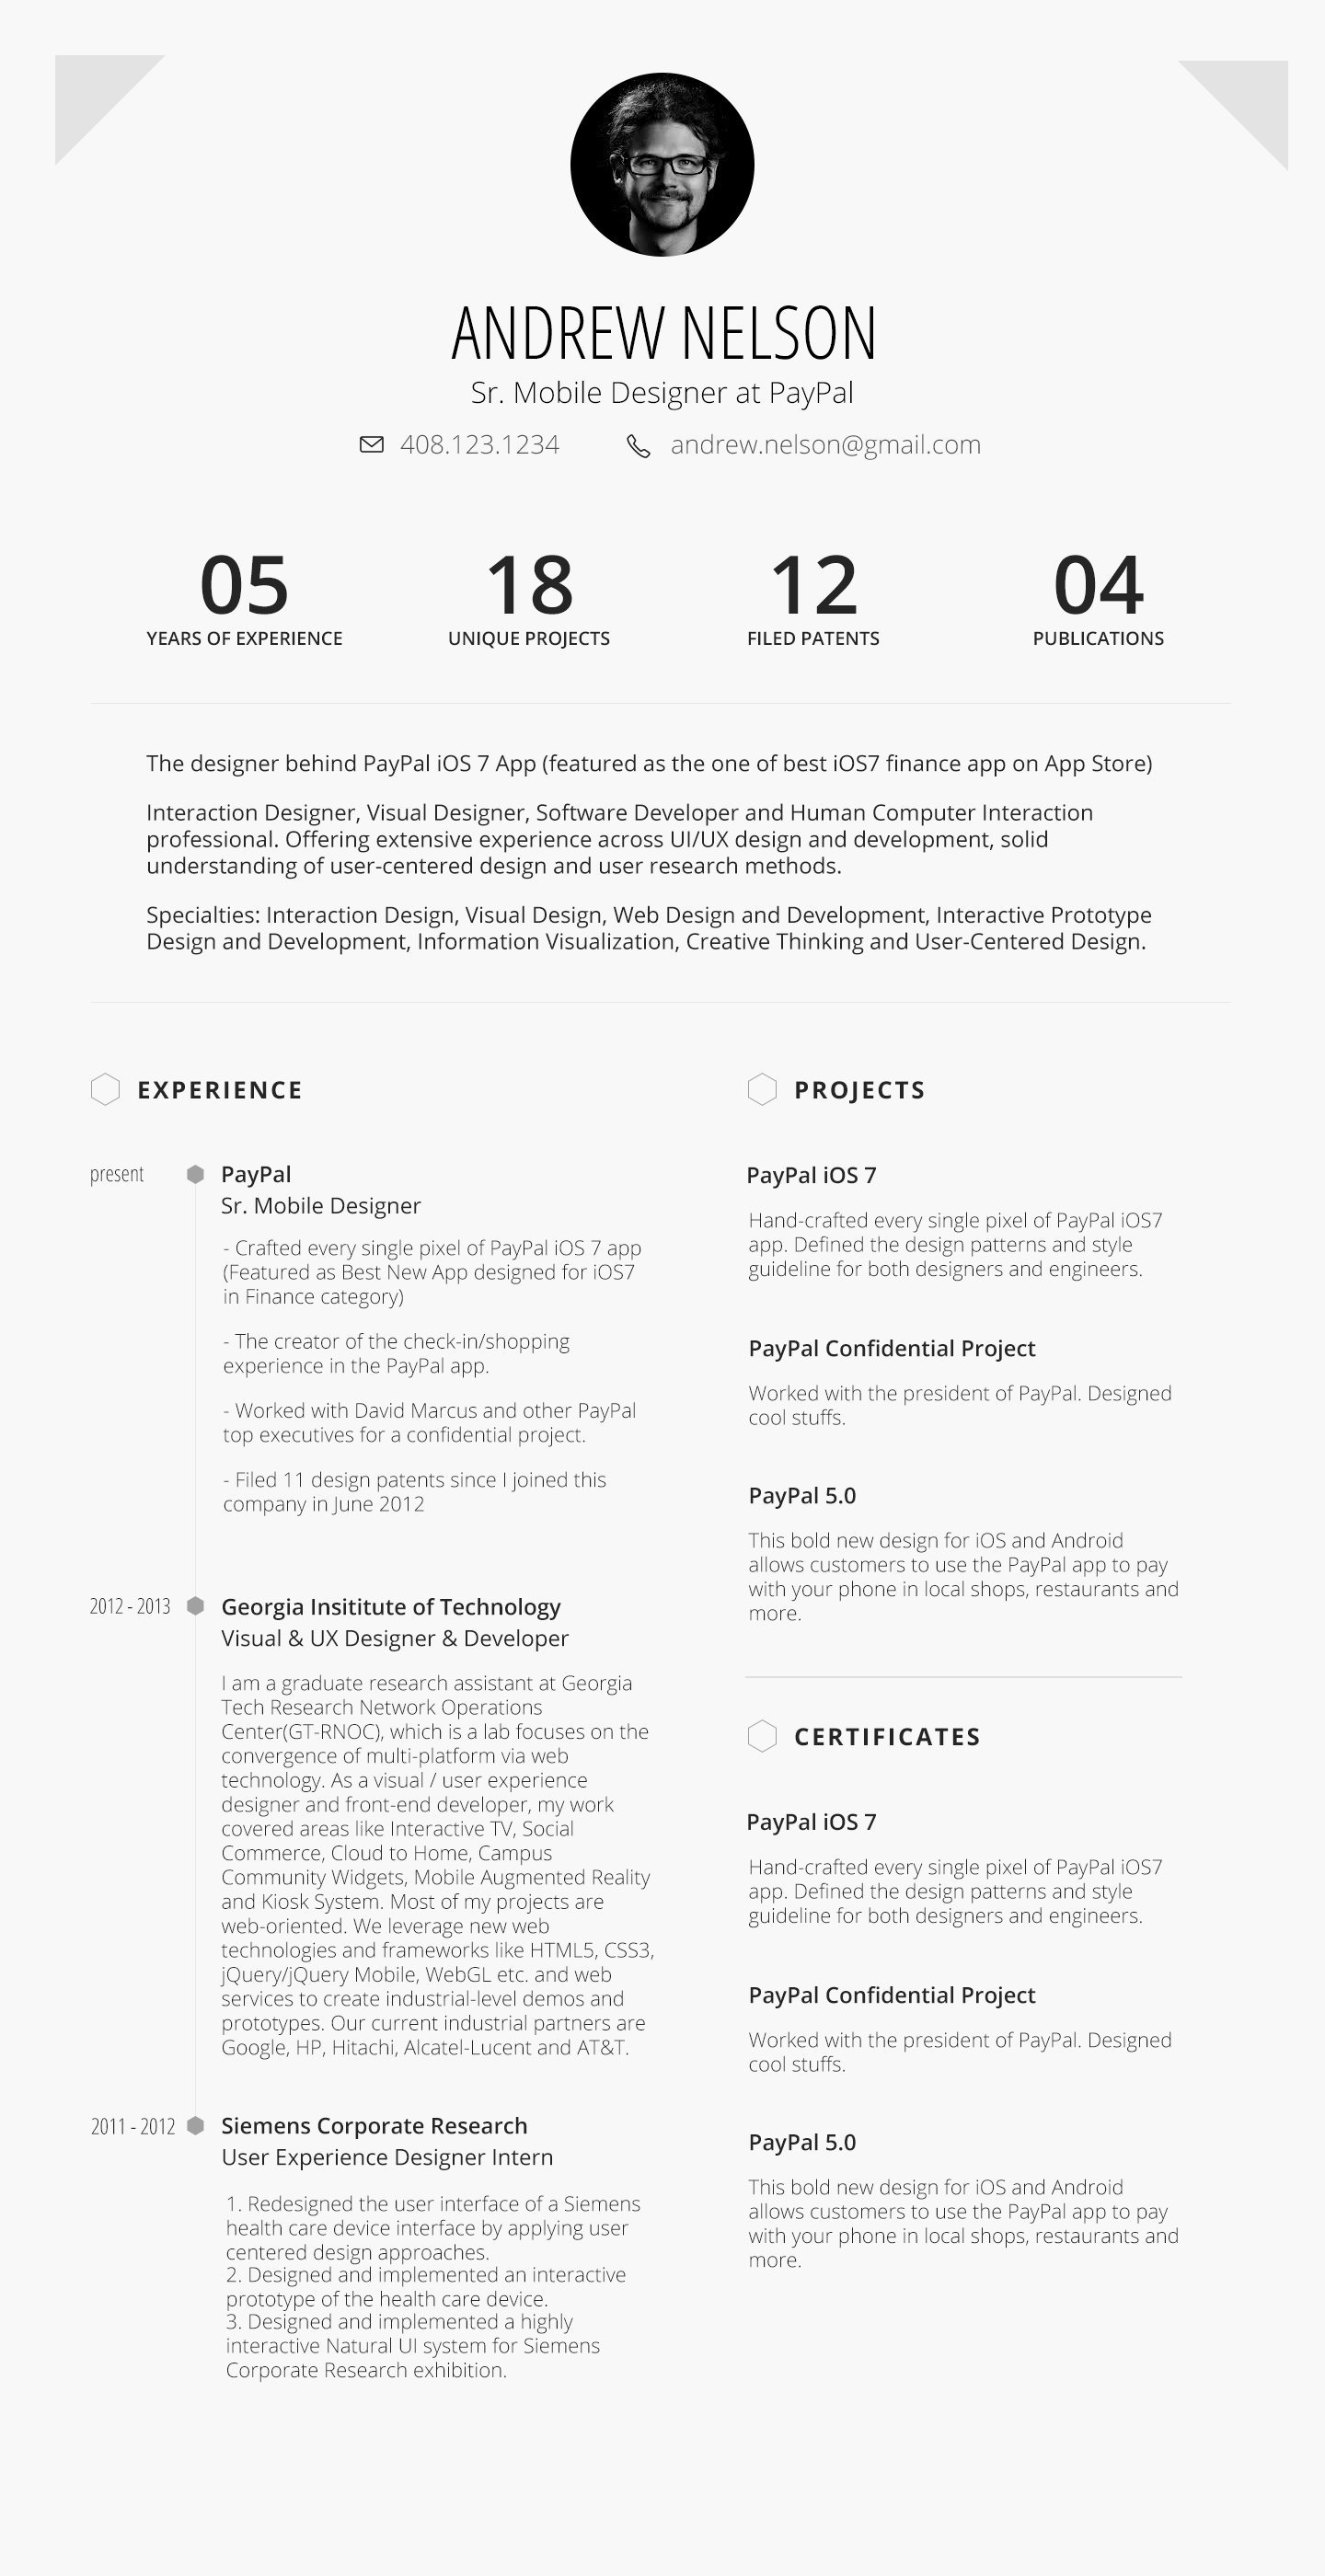 ANDREW NELSON
Sr. Mobile Designer at PayPal
408.123.1234
andrew.nelson@gmail.com
05
YEARS OF EXPERIENCE
18
UNIQUE PROJECTS
12
FILED PATENTS
04
PUBLICATIONS
The designer behind PayPal iOS 7 App (featured as the one of best iOS7 finance app on App Store)
Interaction Designer, Visual Designer, Software Developer and Human Computer Interaction
professional. Offering extensive experience across UI/UX design and development, solid
understanding of user-centered design and user research methods.
Specialties: Interaction Design, Visual Design, Web Design and Development, Interactive Prototype
Design and Development, Information Visualization, Creative Thinking and User-Centered Design.
EXPERIENCE
present
PayPal
Sr. Mobile Designer
- Crafted every single pixel of PayPal iOS 7 app
(Featured as Best New App designed for iOS7
in Finance category)
- The creator of the check-in/shopping
experience in the PayPal app.
- Worked with David Marcus and other PayPal
top executives for a confidential project.
- Filed 11 design patents since I joined this
company in June 2012
2012 - 2013
Georgia Insititute of Technology
Visual & UX Designer & Developer
I am a graduate research assistant at Georgia
Tech Research Network Operations
Center(GT-RNOC), which is a lab focuses on the
convergence of multi-platform via web
technology. As a visual / user experience
designer and front-end developer, my work
covered areas like Interactive TV, Social
Commerce, Cloud to Home, Campus
Community Widgets, Mobile Augmented Reality
and Kiosk System. Most of my projects are
web-oriented. We leverage new web
technologies and frameworks like HTML5, CSS3,
jQuery/jQuery Mobile, WebGL etc. and web
services to create industrial-level demos and
prototypes. Our current industrial partners are
Google, HP, Hitachi, Alcatel-Lucent and AT&T.
2011 - 2012
Siemens Corporate Research
User Experience Designer Intern
1. Redesigned the user interface of a Siemens
health care device interface by applying user
centered design approaches.
2. Designed and implemented an interactive
prototype of the health care device.
3. Designed and implemented a highly
interactive Natural UI system for Siemens
Corporate Research exhibition.
PROJECTS
PayPal iOS 7
Hand-crafted every single pixel of PayPal iOS7
app. Defined the design patterns and style
guideline for both designers and engineers.
PayPal Confidential Project
Worked with the president of PayPal. Designed
cool stuffs.
PayPal 5.0
This bold new design for iOS and Android
allows customers to use the PayPal app to pay
with your phone in local shops, restaurants and
more.
CERTIFICATES
PayPal iOS 7
Hand-crafted every single pixel of PayPal iOS7
app. Defined the design patterns and style
guideline for both designers and engineers.
PayPal Confidential Project
Worked with the president of PayPal. Designed
cool stuffs.
PayPal 5.0
This bold new design for iOS and Android
allows customers to use the PayPal app to pay
with your phone in local shops, restaurants and
more.